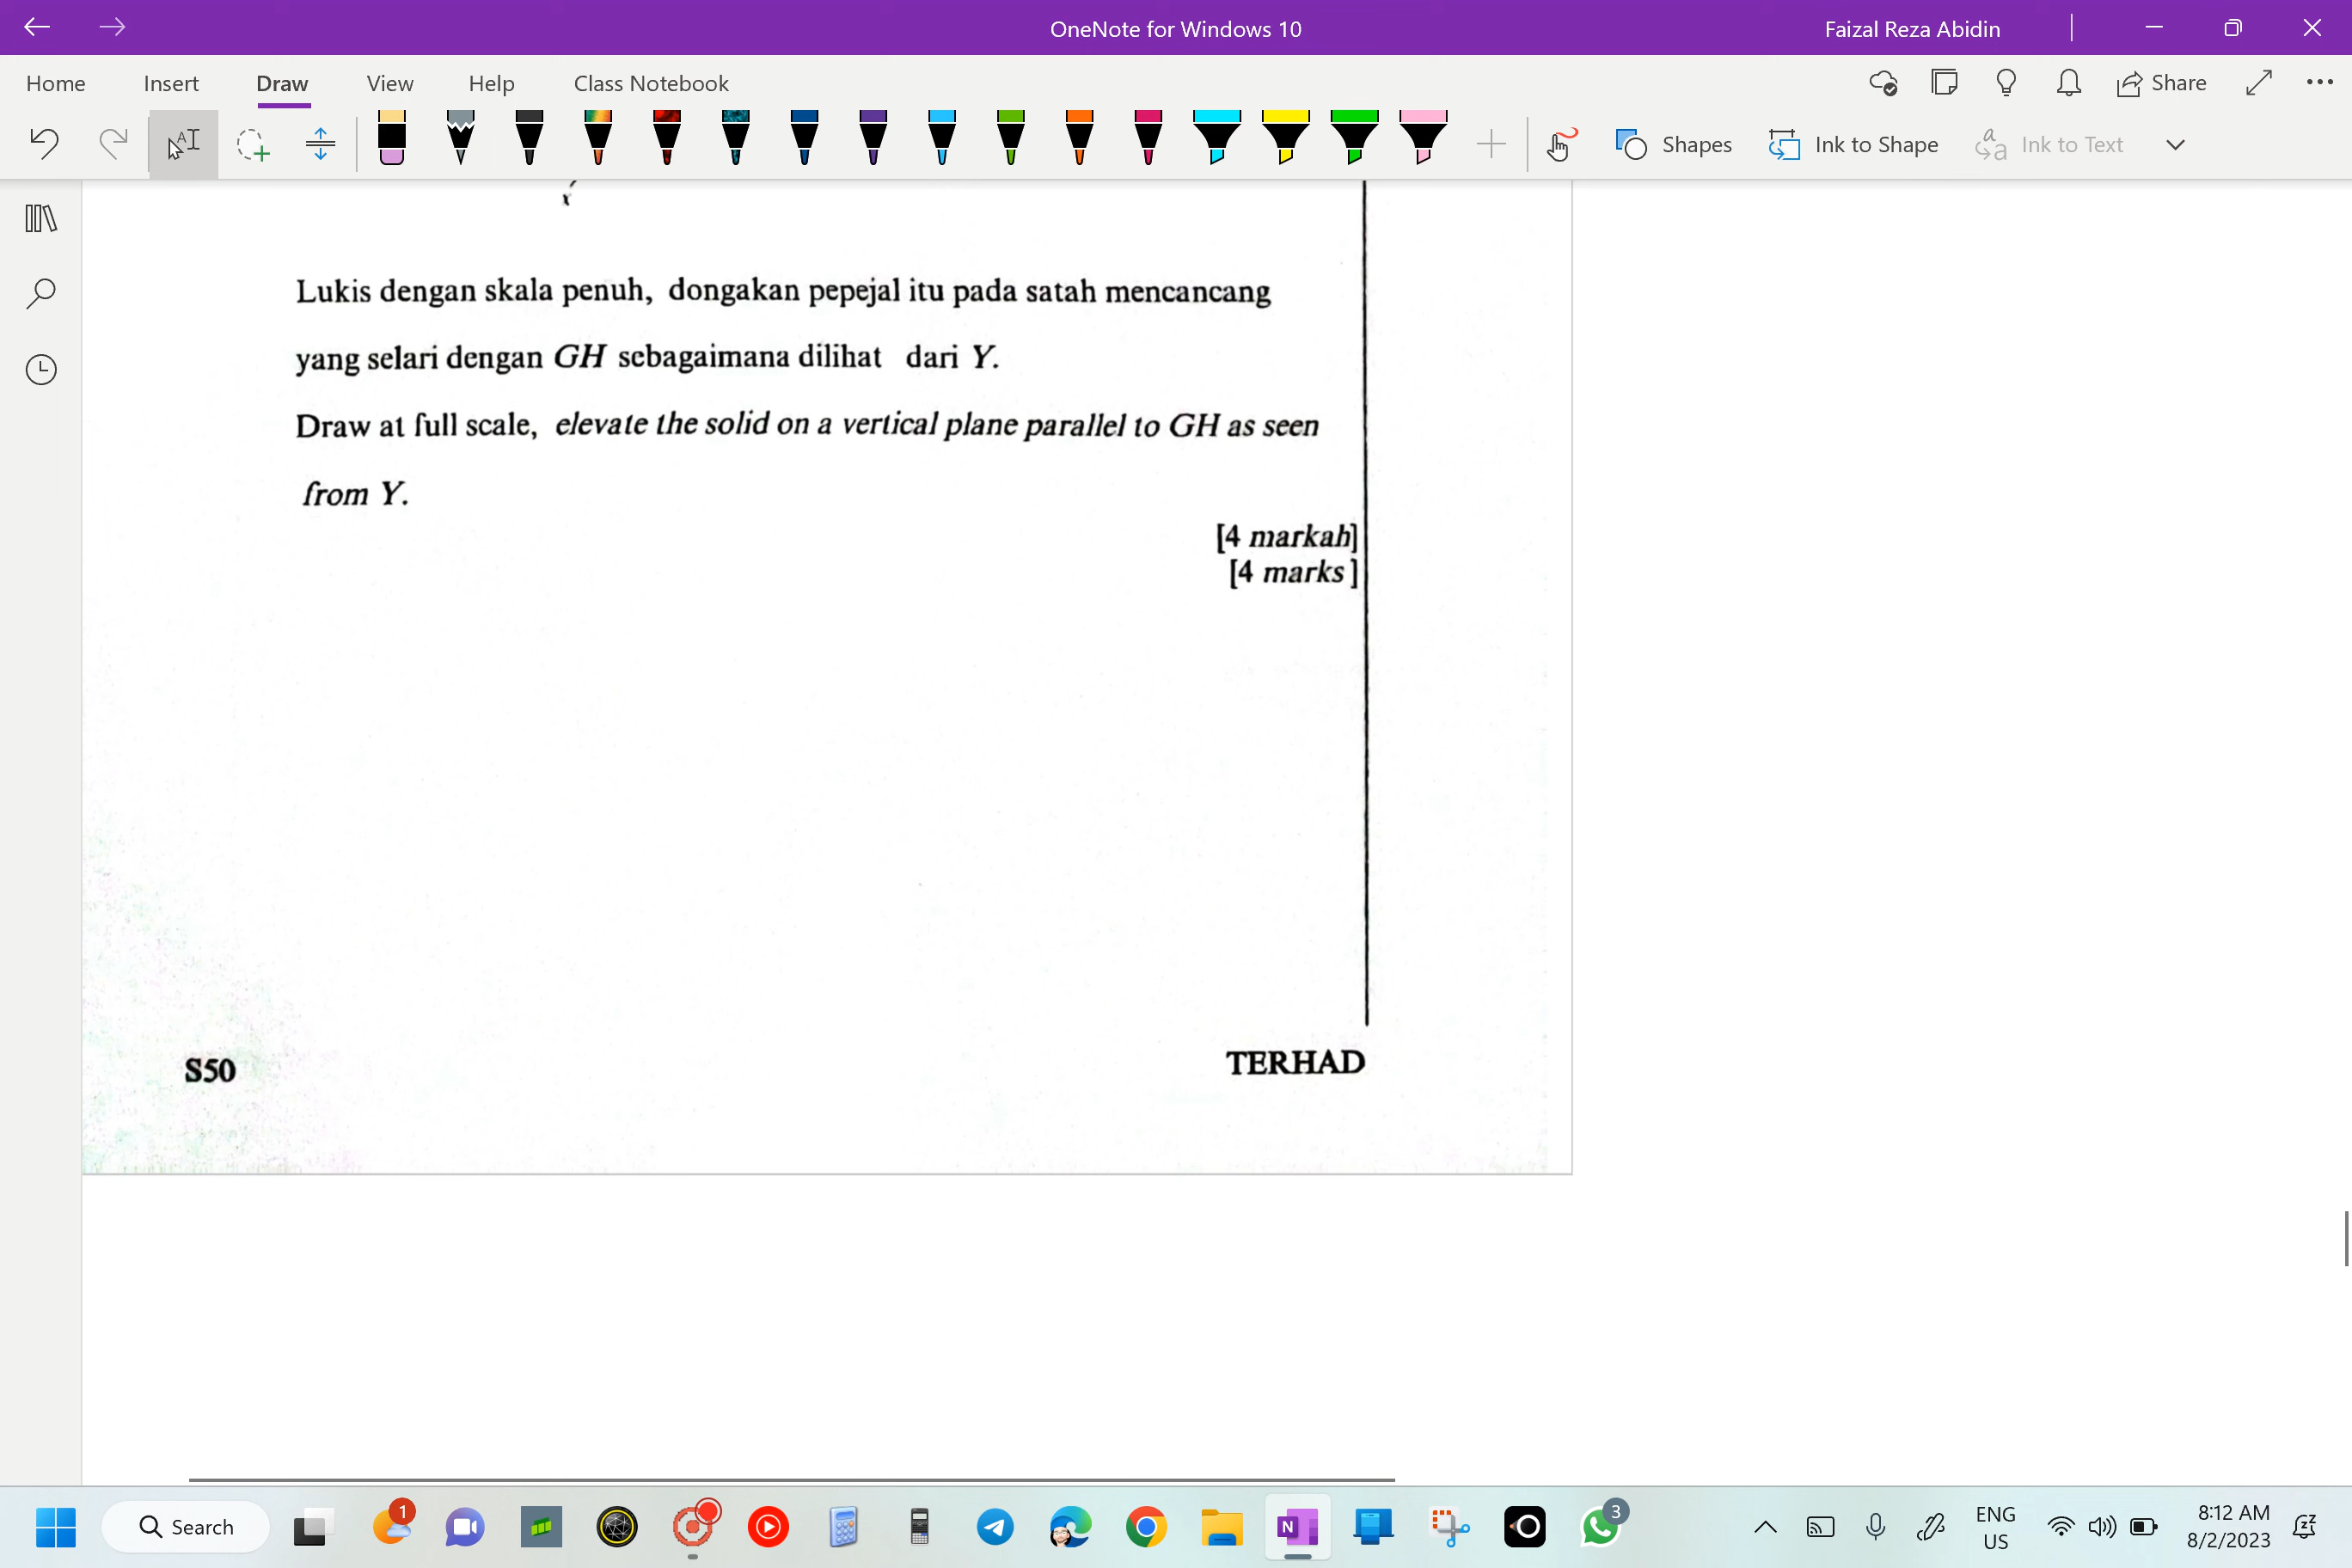 OneNote for Windows 10
Faizal Reza Abidin
Home Insert Draw View Help Class Notebook
Share
Shapes Ink to Shape Ink to Text
Lukis dengan skala penuh, dongakan pepejal itu pada satah mencancang
yang selari dengan GH sebagaimana dilihat dari Y.
Draw at full scale, elevate the solid on a vertical plane parallel to GH as seen
from Y.
[4 markah]
[4 marks ]
S50
TERHAD
1
Search
3
ENG
US
8:12 AM
8/2/2023